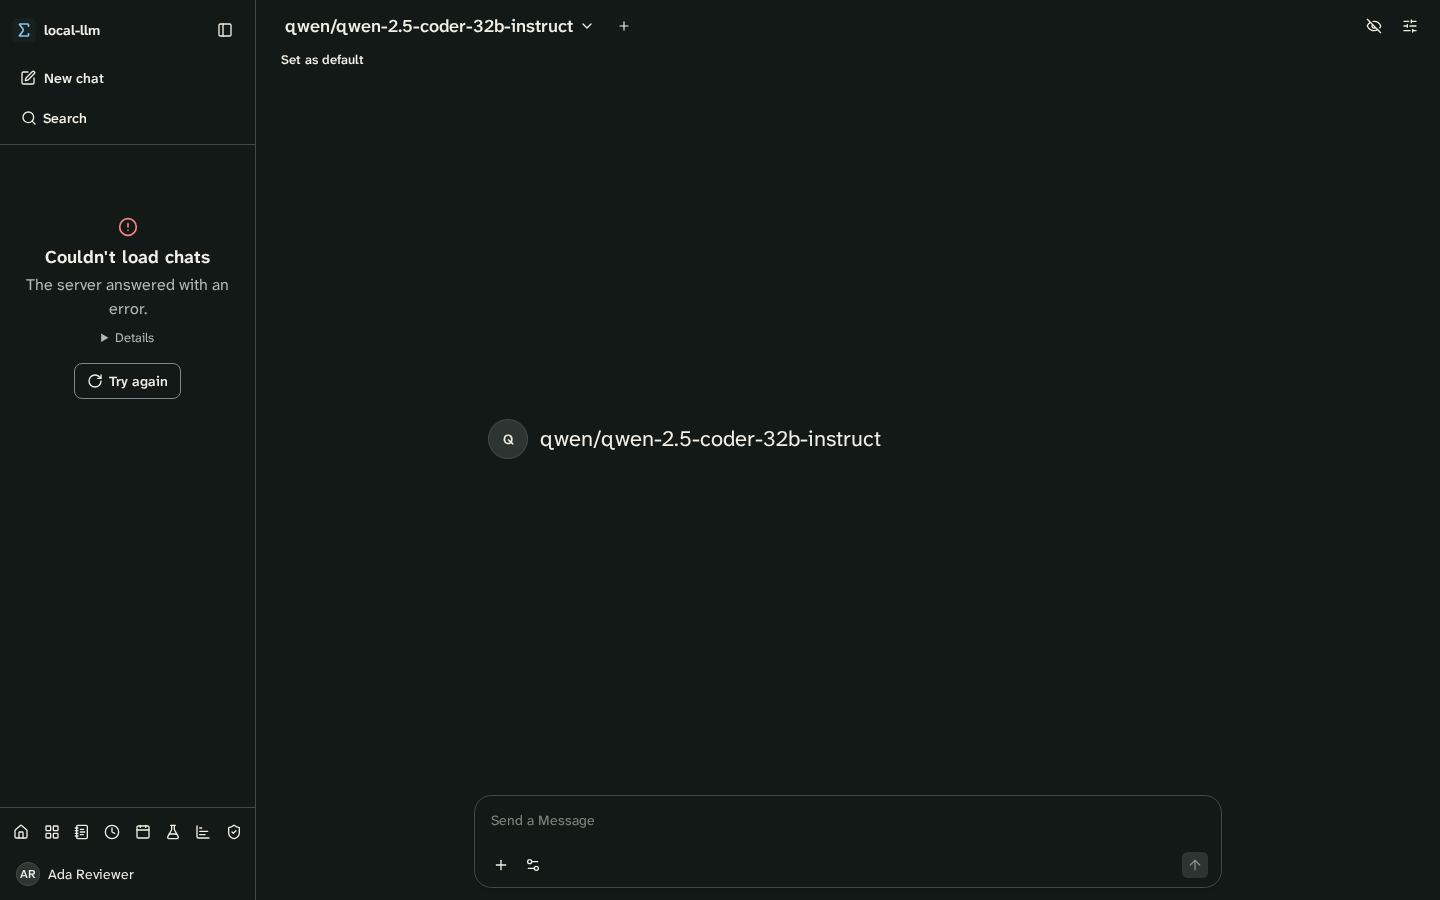 local-llm
New chat
Search
Couldn't load chats
The server answered with an
error.
Details
Try again
AR
Ada Reviewer
qwen/qwen-2.5-coder-32b-instruct
Set as default
Q
qwen/qwen-2.5-coder-32b-instruct
Send a Message